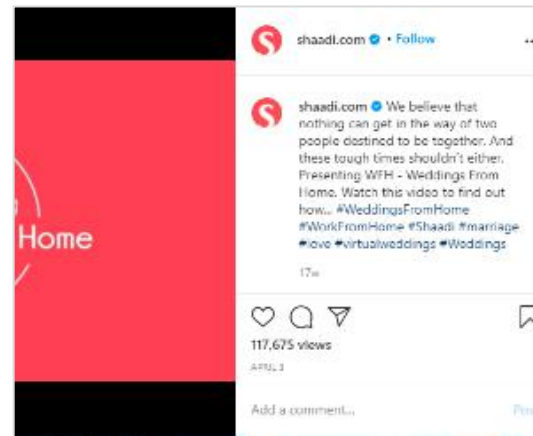 shaadi.com • Follow
shaadi.com We believe that
nothing can get in the way of two
people destined to be together. And
these tough times shouldn't either.
Presenting WFH - Weddings From
Home. Watch this video to find out
how... #WeddingsFromHome
#WorkFromHome #Shaadi #marriage
#love #virtualweddings #Weddings
17w
Home
117,675 views
APRIL 3
Add a comment...